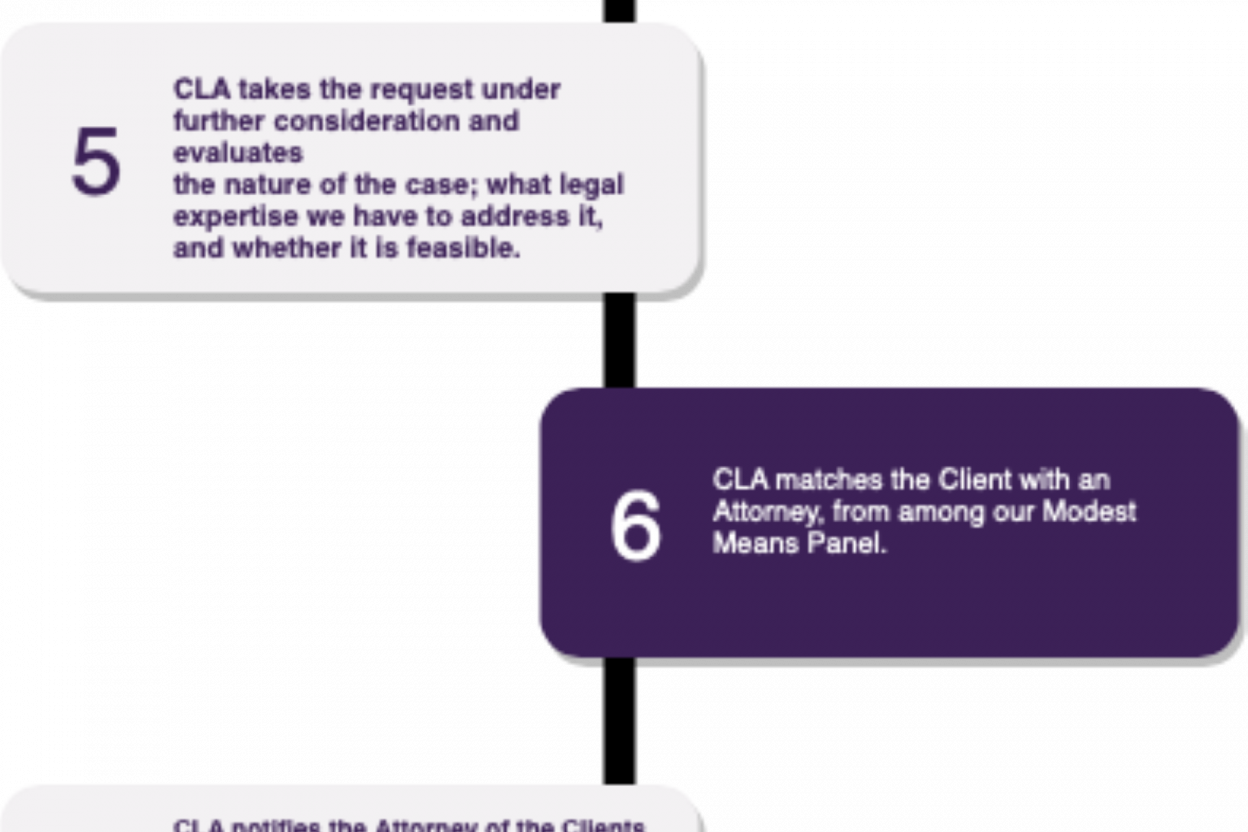 5
CLA takes the request under
further consideration and
evaluates
the nature of the case; what legal
expertise we have to address it,
and whether it is feasible.
6
CLA matches the Client with an
Attorney, from among our Modest
Means Panel.
CLA notifies the Attorney of the Clients